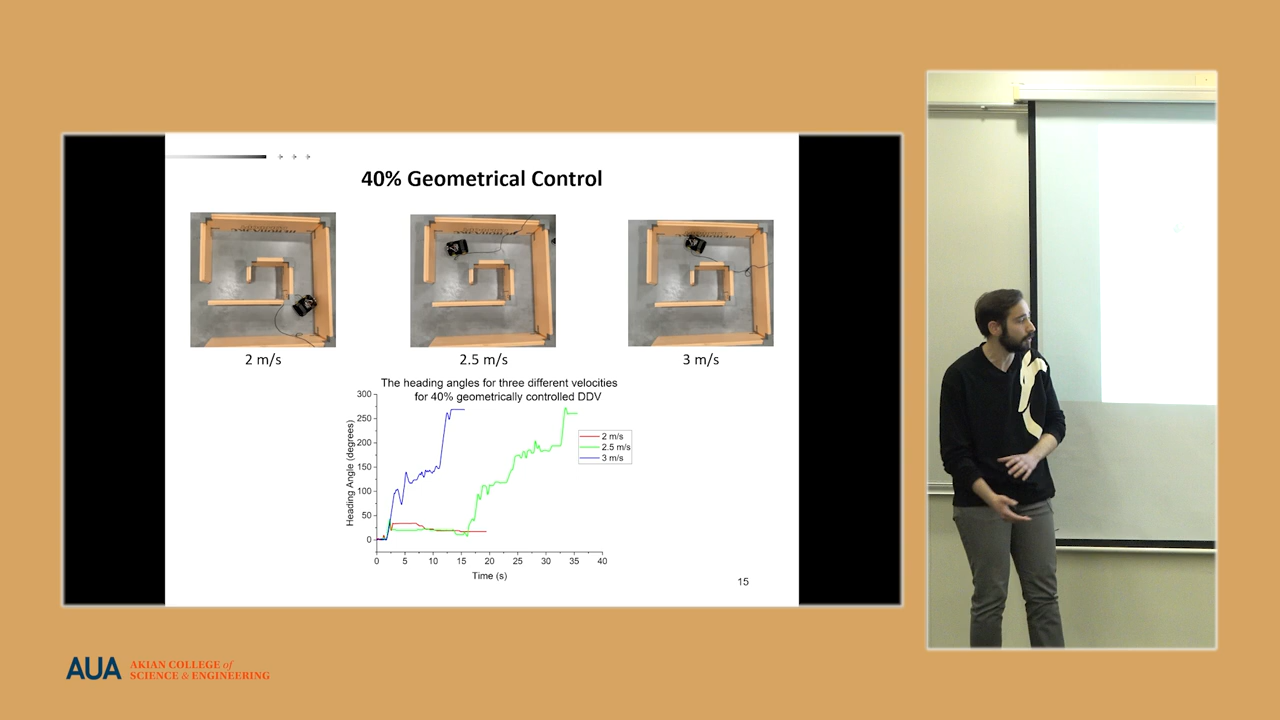 40% Geometrical Control
2 m/s
2.5 m/s
3 m/s
The heading angles for three different velocities
for 40% geometrically controlled DDV
Heading Angle (degrees)
300
250
200
150
100
50
0
2 m/s
2.5 m/s
3 m/s
0 5 10 15 20 25 30 35 40
Time (s)
15
AUA AKIAN COLLEGE of
SCIENCE & ENGINEERING